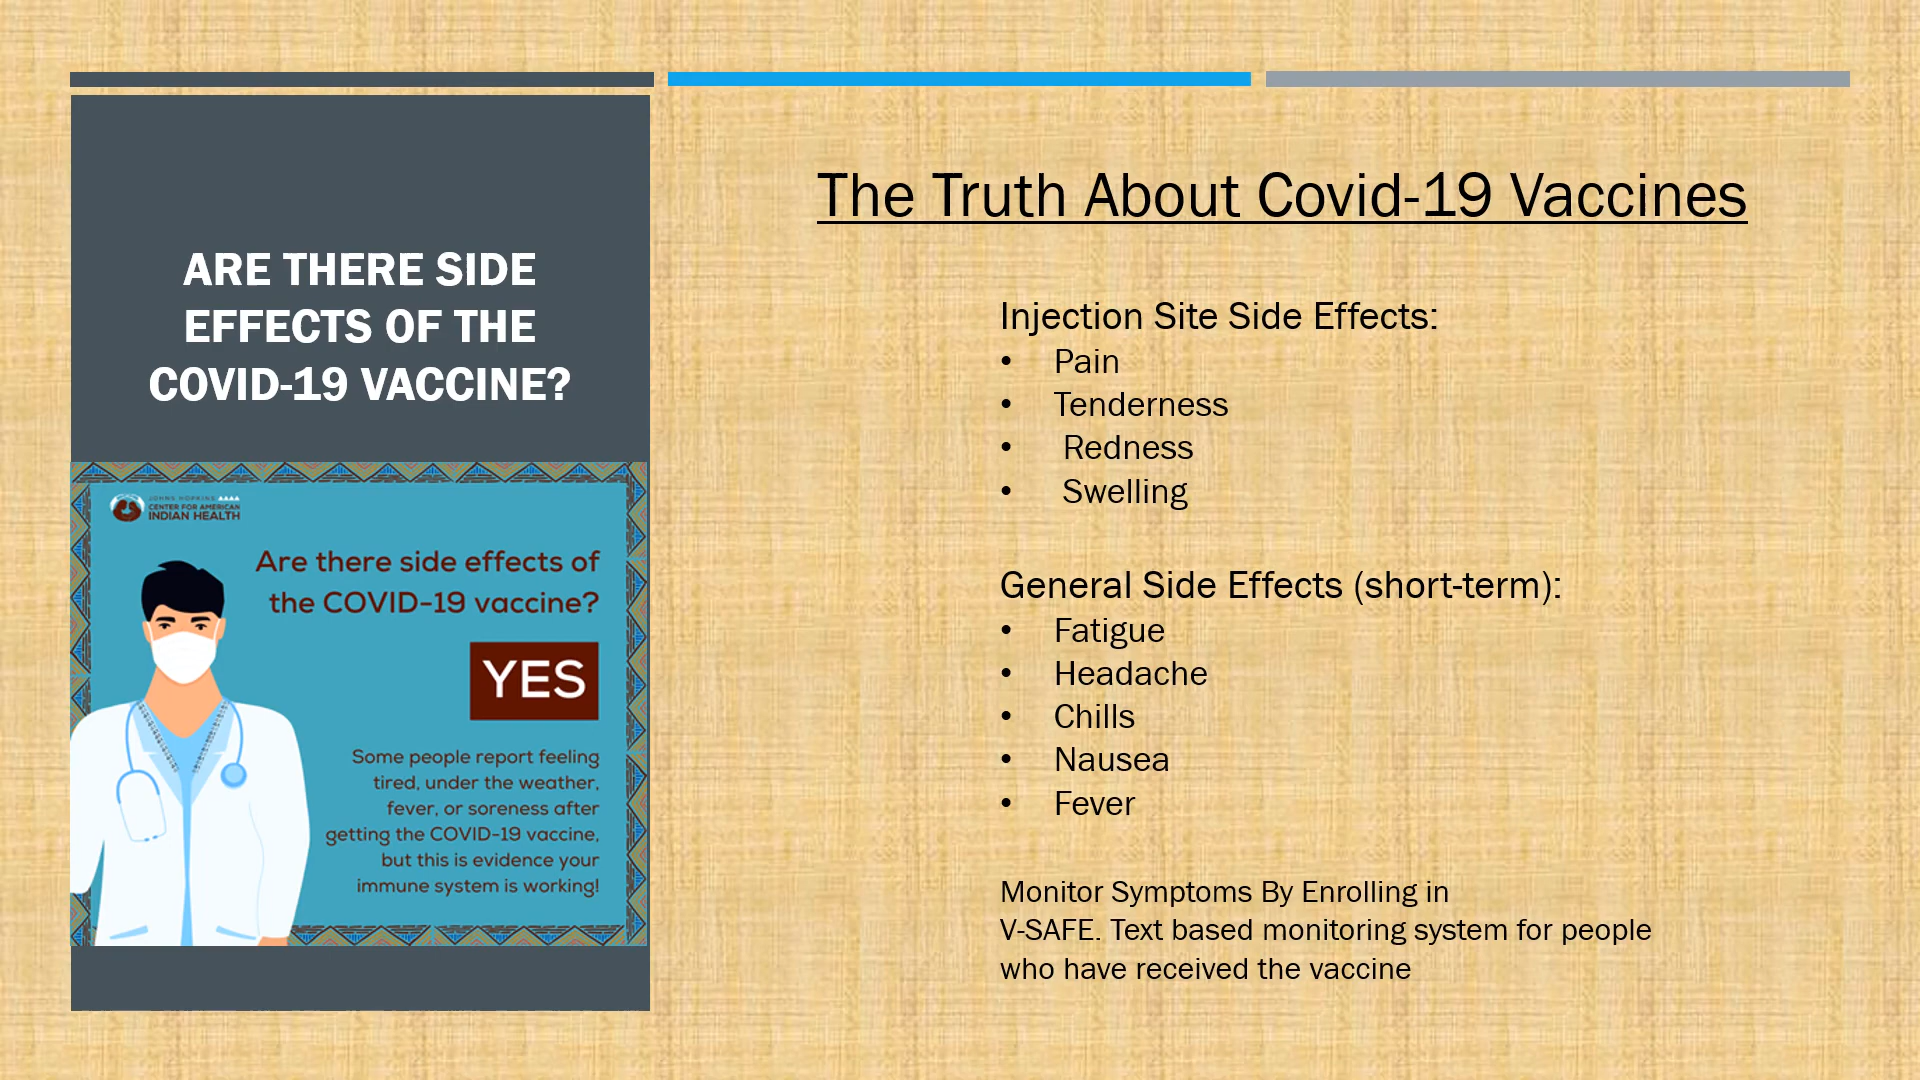 ARE THERE SIDE
EFFECTS OF THE
COVID-19 VACCINE?
JOHNS HOPKINS
CENTER FOR AMERICAN
INDIAN HEALTH
Are there side effects of
the COVID-19 vaccine?
YES
Some people report feeling
tired, under the weather,
fever, or soreness after
getting the COVID-19 vaccine,
but this is evidence your
immune system is working!
The Truth About Covid-19 Vaccines
Injection Site Side Effects:
• Pain
• Tenderness
• Redness
• Swelling
General Side Effects (short-term):
• Fatigue
• Headache
• Chills
• Nausea
• Fever
Monitor Symptoms By Enrolling in
V-SAFE. Text based monitoring system for people
who have received the vaccine